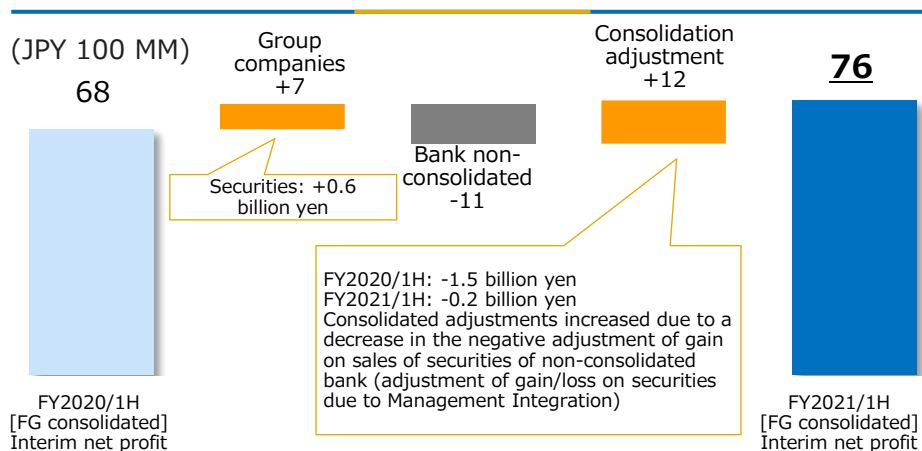 (JPY 100 MM)
68
Group
companies
+7
Securities: +0.6
billion yen
Bank non-
consolidated
-11
Consolidation
adjustment
+12
FY2020/1H: -1.5 billion yen
FY2021/1H: -0.2 billion yen
Consolidated adjustments increased due to a
decrease in the negative adjustment of gain
on sales of securities of non-consolidated
bank (adjustment of gain/loss on securities
due to Management Integration)
76
FY2020/1H
[FG consolidated]
Interim net profit
FY2021/1H
[FG consolidated]
Interim net profit